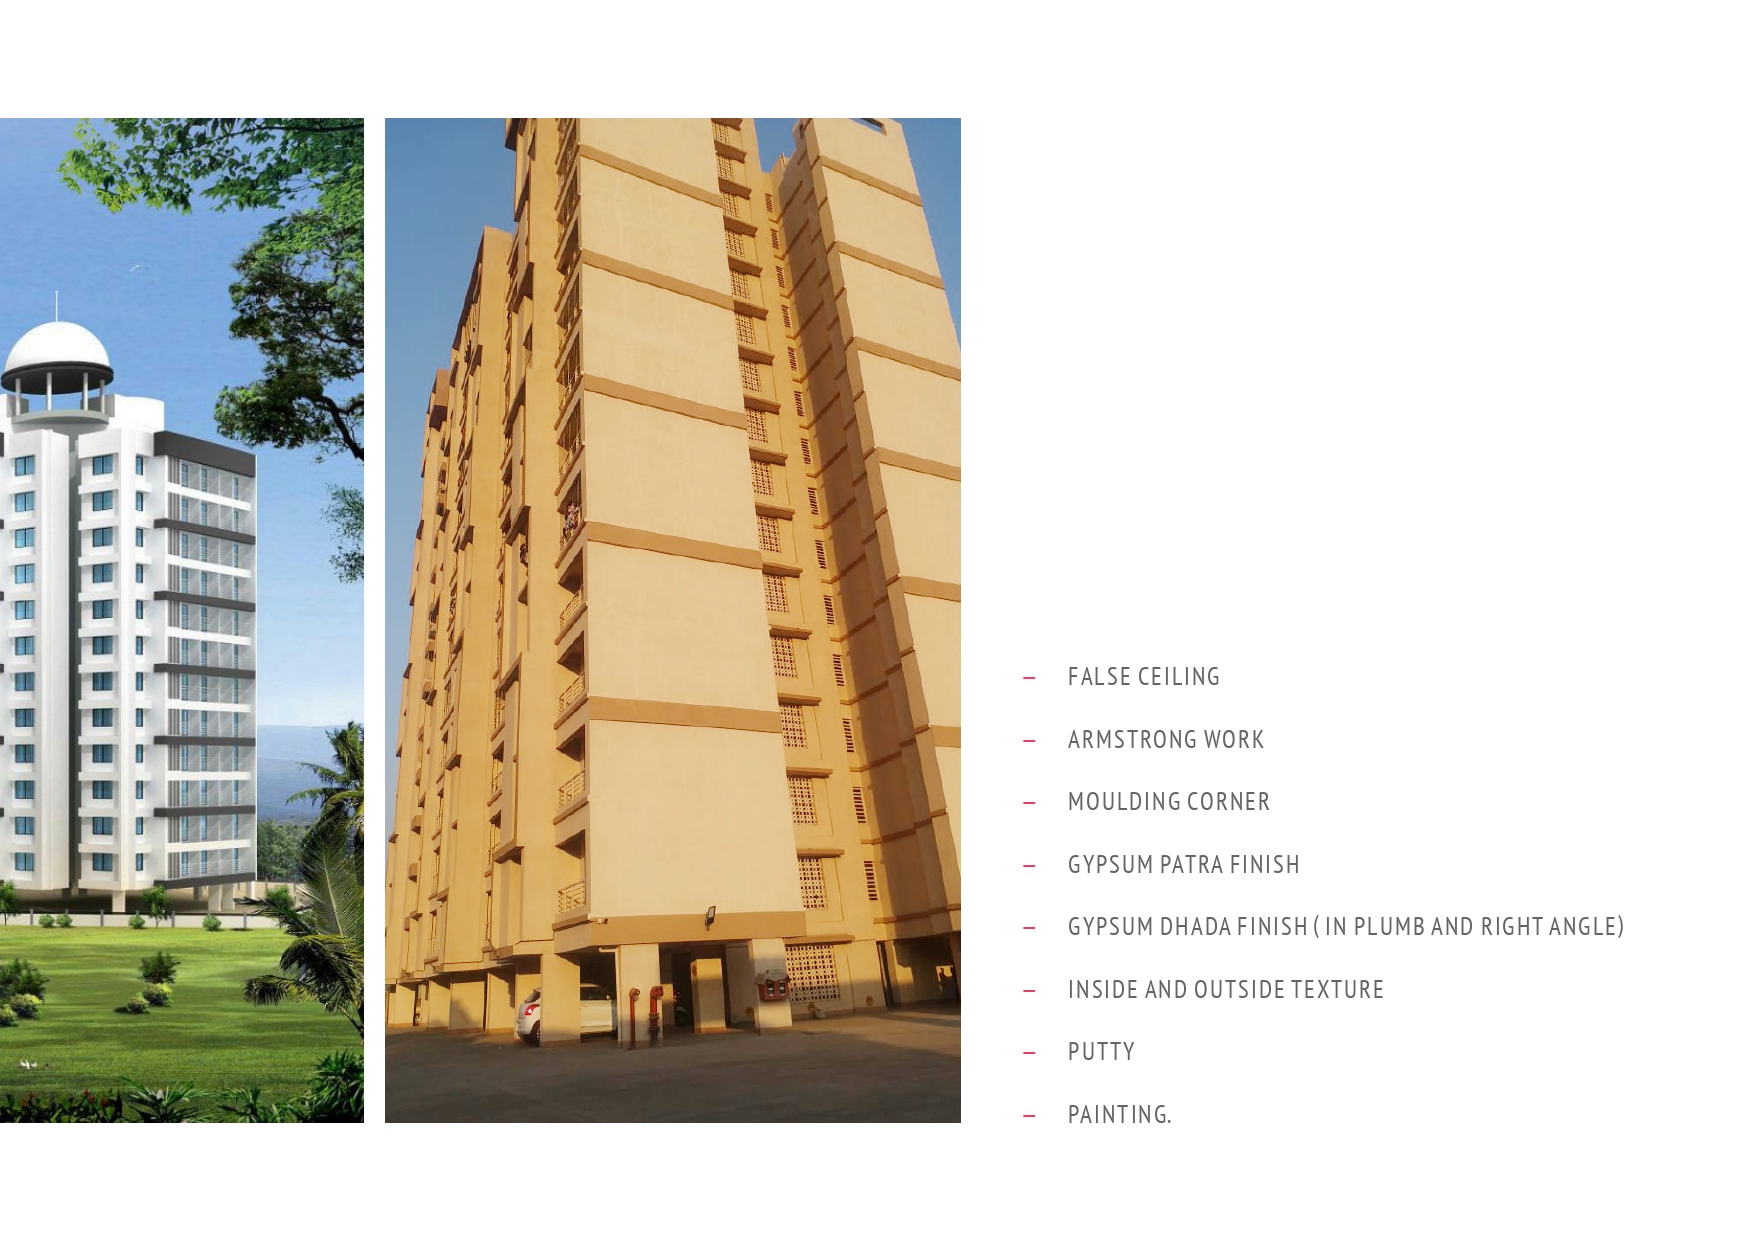 – FALSE CEILING
– ARMSTRONG WORK
– MOULDING CORNER
– GYPSUM PATRA FINISH
– GYPSUM DHADA FINISH ( IN PLUMB AND RIGHT ANGLE)
– INSIDE AND OUTSIDE TEXTURE
– PUTTY
– PAINTING.